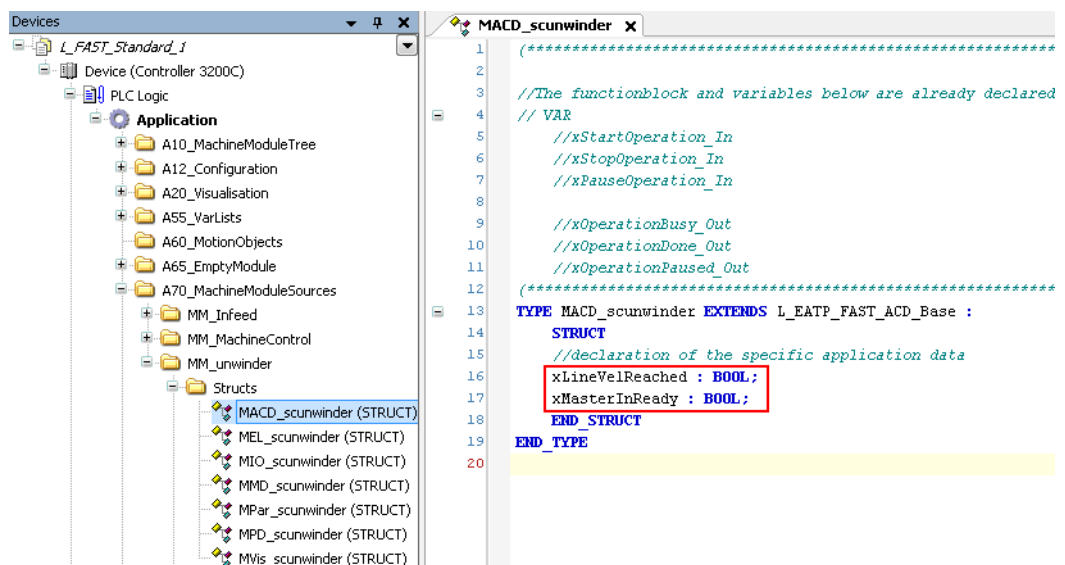 Devices
L_FAST_Standard_1
Device (Controller 3200C)
PLC Logic
Application
A10_MachineModuleTree
A12_Configuration
A20_Visualisation
A55_VarLists
A60_MotionObjects
A65_EmptyModule
A70_MachineModuleSources
MM_Infeed
MM_MachineControl
MM_unwinder
Structs
MACD_scunwinder (STRUCT)
MEL_scunwinder (STRUCT)
MIO_scunwinder (STRUCT)
MMD_scunwinder (STRUCT)
MPar_scunwinder (STRUCT)
MPD_scunwinder (STRUCT)
MVis_scunwinder (STRUCT)
MACD_scunwinder x
1 (***********************************************************
2
3 //The functionblock and variables below are already declared
4 // VAR
5 //xStartOperation_In
6 //xStopOperation_In
7 //xPauseOperation_In
8
9 //xOperationBusy_Out
10 //xOperationDone_Out
11 //xOperationPaused_Out
12 (***********************************************************
13 TYPE MACD_scunwinder EXTENDS L_EATP_FAST_ACD_Base :
14 STRUCT
15 //declaration of the specific application data
16 xLineVelReached : BOOL;
17 xMasterInReady : BOOL;
18 END_STRUCT
19 END_TYPE
20